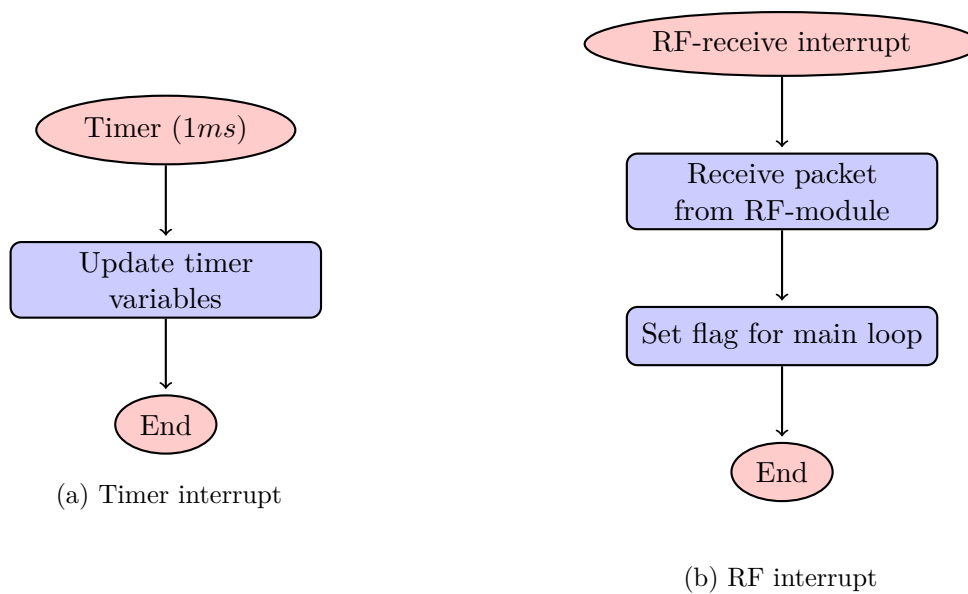 Timer (1ms)
Update timer
variables
End
(a) Timer interrupt
RF-receive interrupt
Receive packet
from RF-module
Set flag for main loop
End
(b) RF interrupt